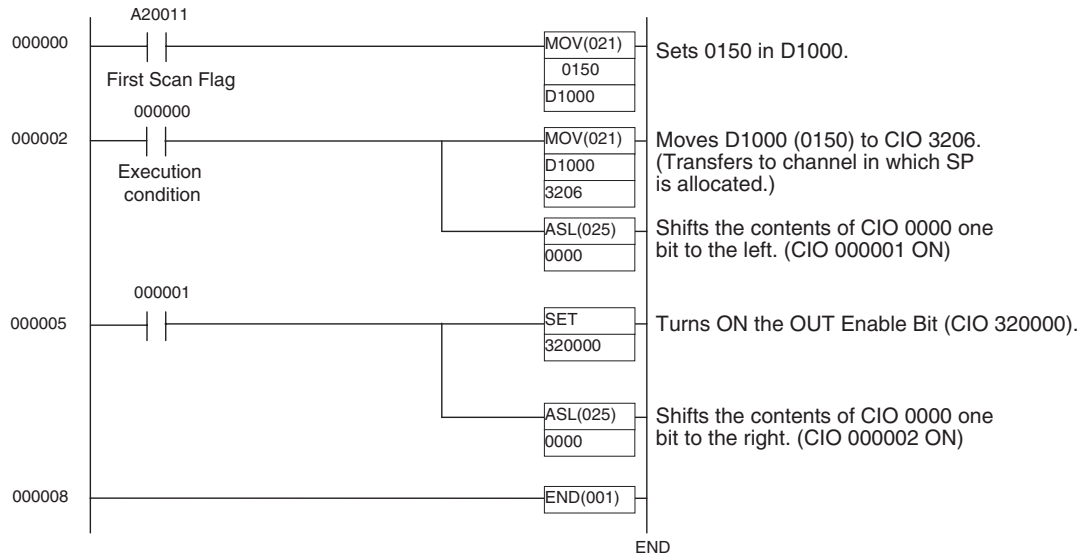 A20011
000000
MOV(021)
Sets 0150 in D1000.
0150
First Scan Flag
D1000
000000
000002
MOV(021)
Moves D1000 (0150) to CIO 3206.
D1000
(Transfers to channel in which SP
Execution
condition
3206
is allocated.)
ASL(025)
Shifts the contents of CIO 0000 one
0000
bit to the left. (CIO 000001 ON)
000001
000005
SET
Turns ON the OUT Enable Bit (CIO 320000).
320000
ASL(025)
Shifts the contents of CIO 0000 one
0000
bit to the right. (CIO 000002 ON)
000008
END(001)
END